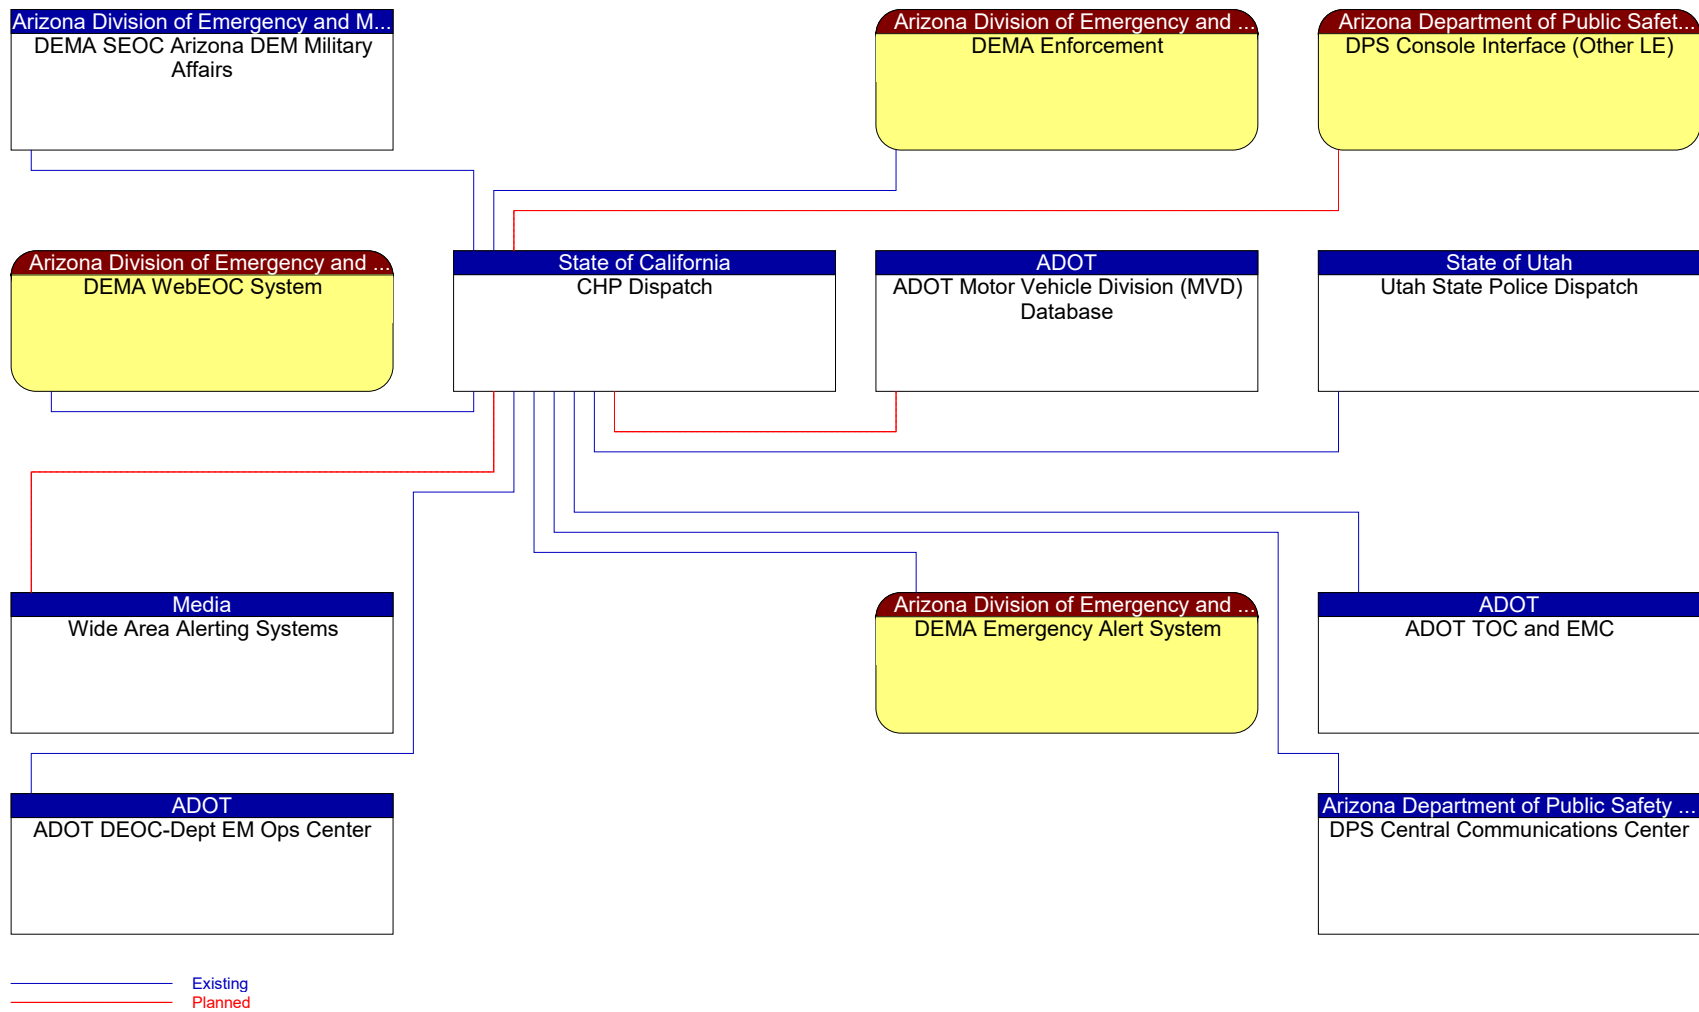 Arizona Division of Emergency and M...
DEMA SEOC Arizona DEM Military
Affairs
Arizona Division of Emergency and ...
DEMA Enforcement
Arizona Department of Public Safet...
DPS Console Interface (Other LE)
Arizona Division of Emergency and ...
DEMA WebEOC System
State of California
CHP Dispatch
ADOT
ADOT Motor Vehicle Division (MVD)
Database
State of Utah
Utah State Police Dispatch
Media
Wide Area Alerting Systems
Arizona Division of Emergency and ...
DEMA Emergency Alert System
ADOT
ADOT TOC and EMC
ADOT
ADOT DEOC-Dept EM Ops Center
Arizona Department of Public Safety ...
DPS Central Communications Center
Existing
Planned